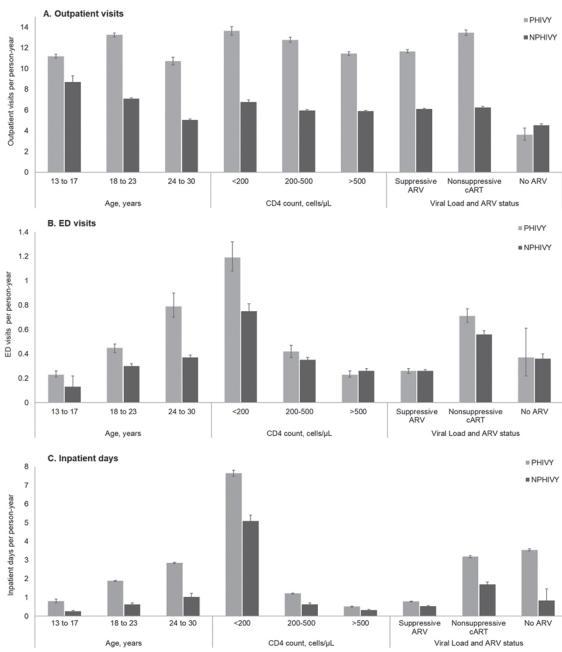 A. Outpatient visits
PHIVY
NPHIVY
Outpatient visits per person-year
14
12
10
8
6
4
2
0
13 to 17 18 to 23 24 to 30 <200 200-500 >500 Suppressive ARV Nonsuppressive cART No ARV
Age, years CD4 count, cells/µL Viral Load and ARV status
B. ED visits
PHIVY
NPHIVY
ED visits per person-year
1.4
1.2
1
0.8
0.6
0.4
0.2
0
13 to 17 18 to 23 24 to 30 <200 200-500 >500 Suppressive ARV Nonsuppressive cART No ARV
Age, years CD4 count, cells/µL Viral Load and ARV status
C. Inpatient days
PHIVY
NPHIVY
Inpatient days per person-year
8
7
6
5
4
3
2
1
0
13 to 17 18 to 23 24 to 30 <200 200-500 >500 Suppressive ARV Nonsuppressive cART No ARV
Age, years CD4 count, cells/µL Viral Load and ARV status